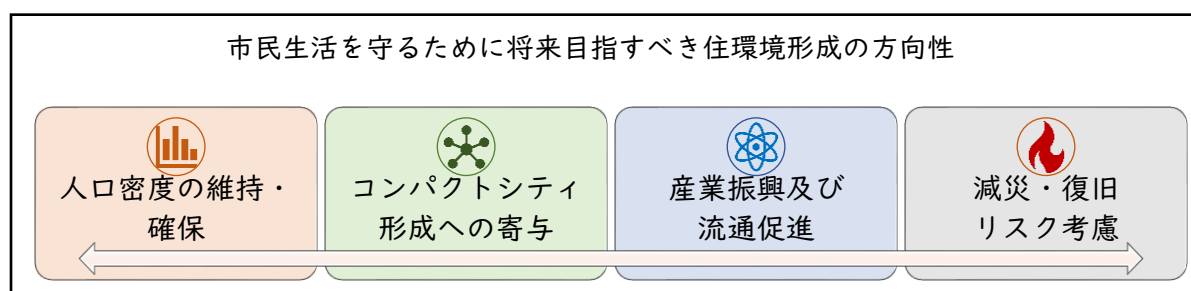 市民生活を守るために将来目指すべき住環境形成の方向性
人口密度の維持・
確保
コンパクトシティ
形成への寄与
産業振興及び
流通促進
減災・復旧
リスク考慮